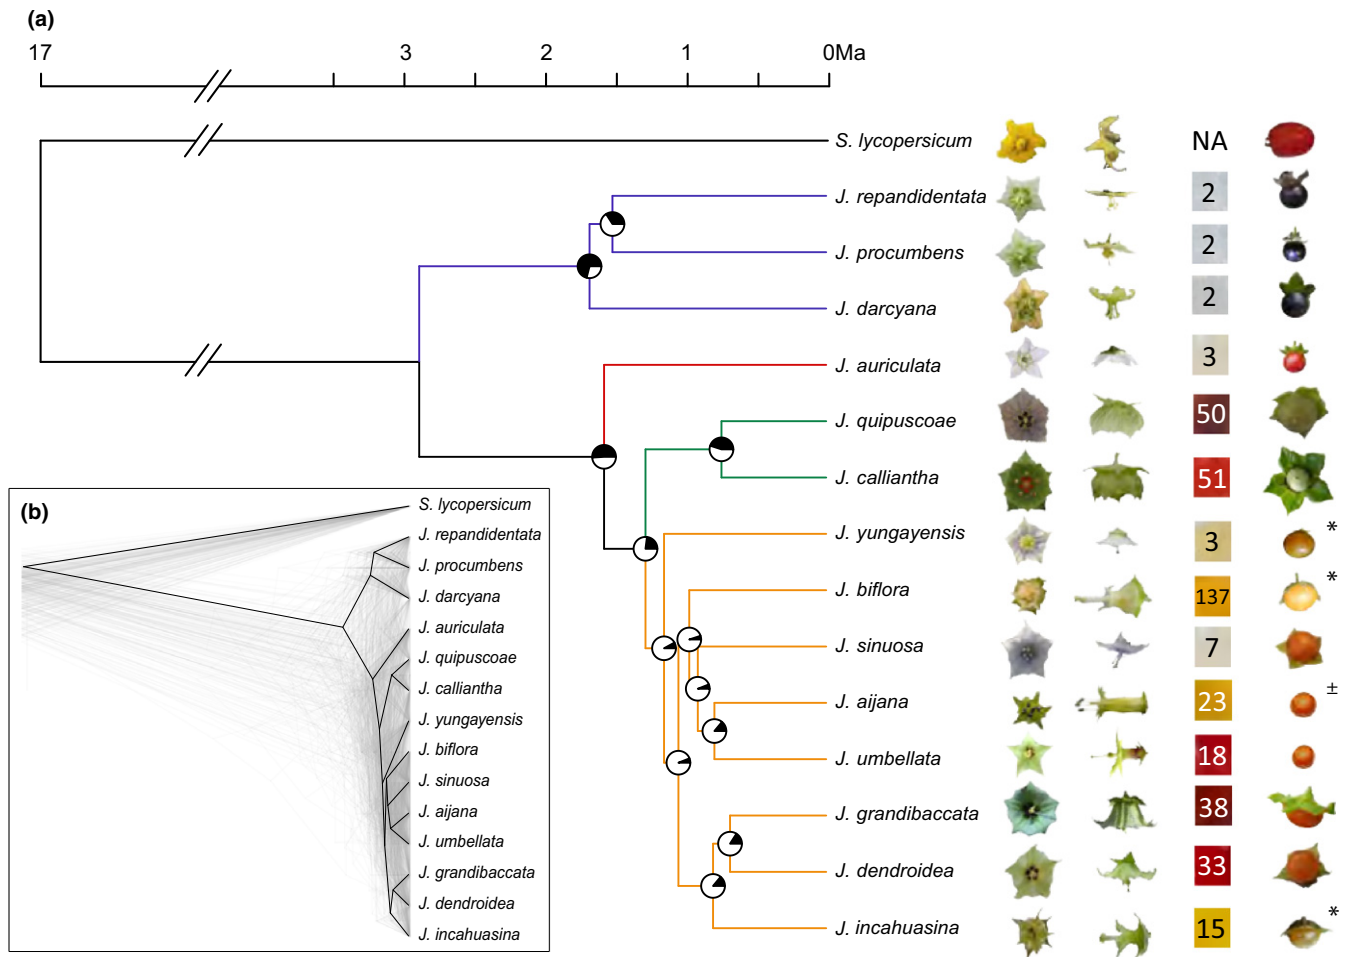 (a)
17 3 2 1 0Ma
S. lycopersicum NA
J. repandidentata 2
J. procumbens 2
J. darcyana 2
J. auriculata 3
J. quipuscoae 50
J. calliantha 51
J. yungayensis 3 *
J. biflora 137 *
J. sinuosa 7
J. aijana 23 ±
J. umbellata 18
J. grandibaccata 38
J. dendroidea 33
J. incahuasina 15 *
(b)
S. lycopersicum
J. repandidentata
J. procumbens
J. darcyana
J. auriculata
J. quipuscoae
J. calliantha
J. yungayensis
J. biflora
J. sinuosa
J. aijana
J. umbellata
J. grandibaccata
J. dendroidea
J. incahuasina